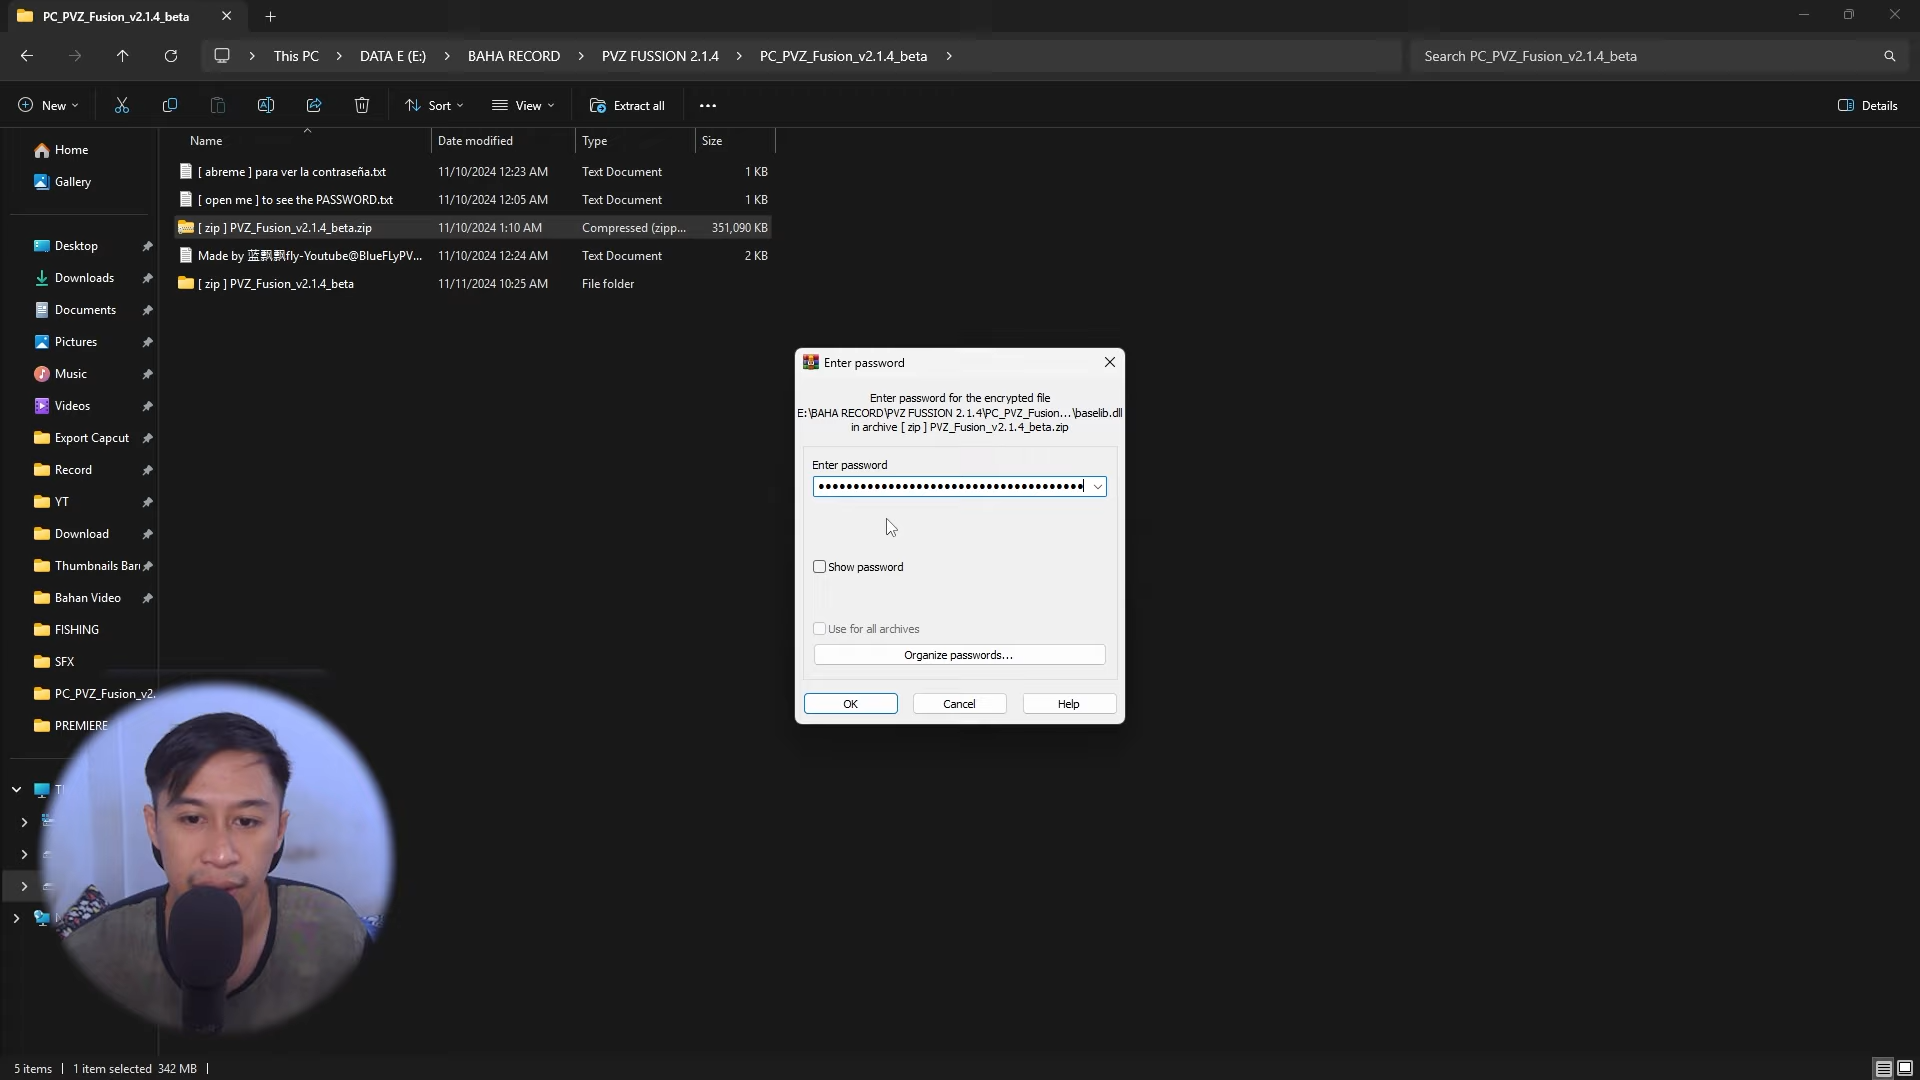 PC_PVZ_Fusion_v2.1.4_beta
This PC > DATA E (E:) > BAHA RECORD > PVZ FUSSION 2.1.4 > PC_PVZ_Fusion_v2.1.4_beta >
Search PC_PVZ_Fusion_v2.1.4_beta
New
Sort
View
Extract all
Details
Name Date modified Type Size
[ abreme ] para ver la contraseña.txt 11/10/2024 12:23 AM Text Document 1 KB
[ open me ] to see the PASSWORD.txt 11/10/2024 12:05 AM Text Document 1 KB
[ zip ] PVZ_Fusion_v2.1.4_beta.zip 11/10/2024 1:10 AM Compressed (zipp... 351,090 KB
Made by 蓝飘飘fly-Youtube@BlueFLyPV... 11/10/2024 12:24 AM Text Document 2 KB
[ zip ] PVZ_Fusion_v2.1.4_beta 11/11/2024 10:25 AM File folder
Home
Gallery
Desktop
Downloads
Documents
Pictures
Music
Videos
Export Capcut
Record
YT
Download
Thumbnails Bar
Bahan Video
FISHING
SFX
PC_PVZ_Fusion_v2.
PREMIERE
Enter password
Enter password for the encrypted file
E:\BAHA RECORD\PVZ FUSSION 2.1.4\PC_PVZ_Fusion...\baselib.dll
in archive [ zip ] PVZ_Fusion_v2.1.4_beta.zip
Enter password
Show password
Use for all archives
Organize passwords...
OK
Cancel
Help
5 items
1 item selected 342 MB